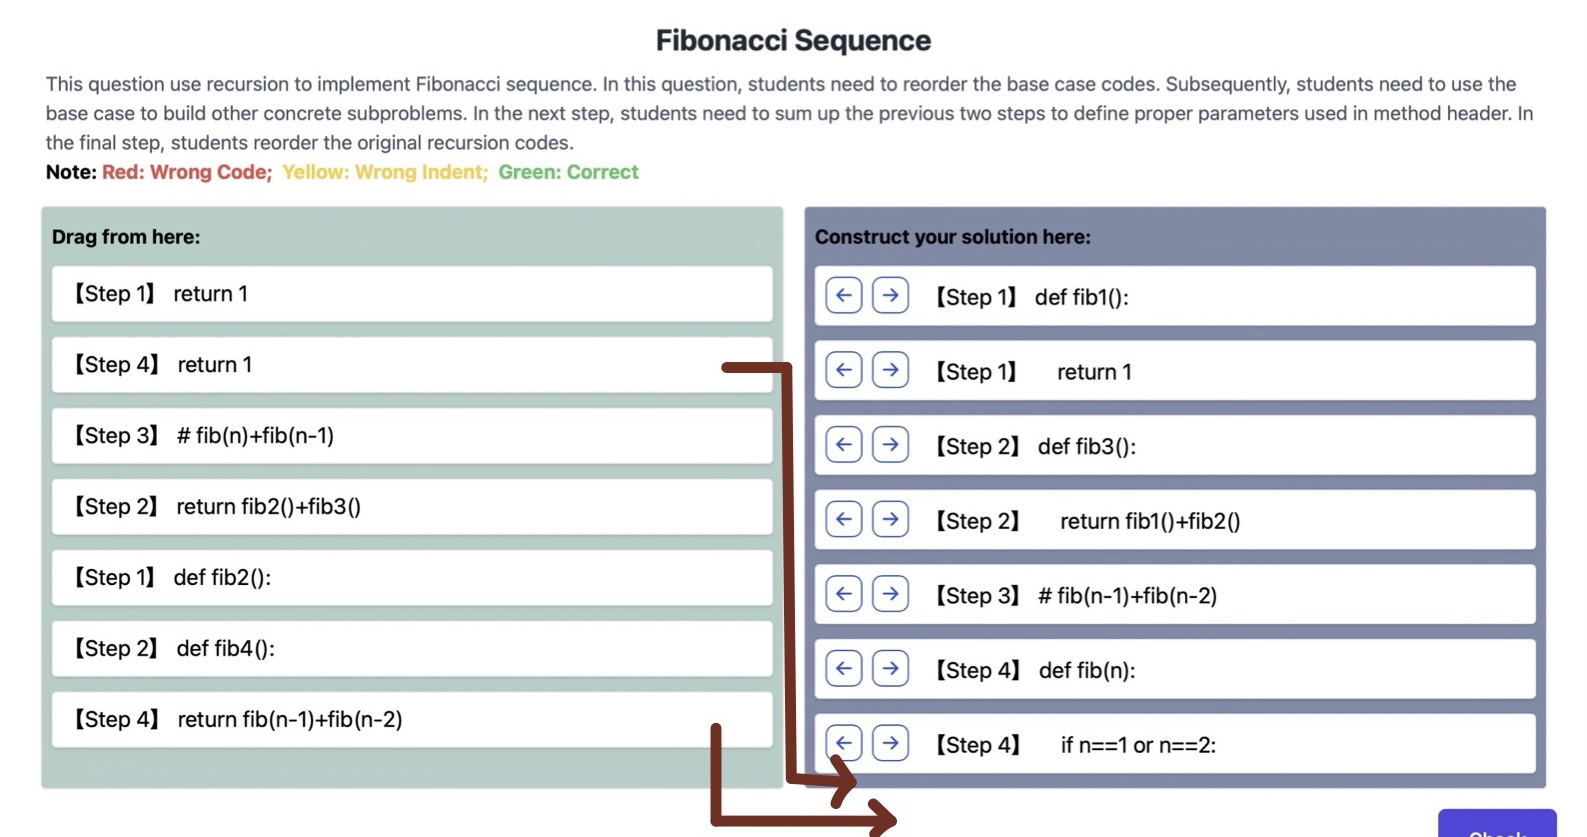 Fibonacci Sequence
This question use recursion to implement Fibonacci sequence. In this question, students need to reorder the base case codes. Subsequently, students need to use the
base case to build other concrete subproblems. In the next step, students need to sum up the previous two steps to define proper parameters used in method header. In
the final step, students reorder the original recursion codes.
Note: Red: Wrong Code; Yellow: Wrong Indent; Green: Correct
Drag from here:
【Step 1】 return 1
【Step 4】 return 1
【Step 3】 # fib(n)+fib(n-1)
【Step 2】 return fib2()+fib3()
【Step 1】 def fib2():
【Step 2】 def fib4():
【Step 4】 return fib(n-1)+fib(n-2)
Construct your solution here:
【Step 1】 def fib1():
【Step 1】 return 1
【Step 2】 def fib3():
【Step 2】 return fib1()+fib2()
【Step 3】 # fib(n-1)+fib(n-2)
【Step 4】 def fib(n):
【Step 4】 if n==1 or n==2: